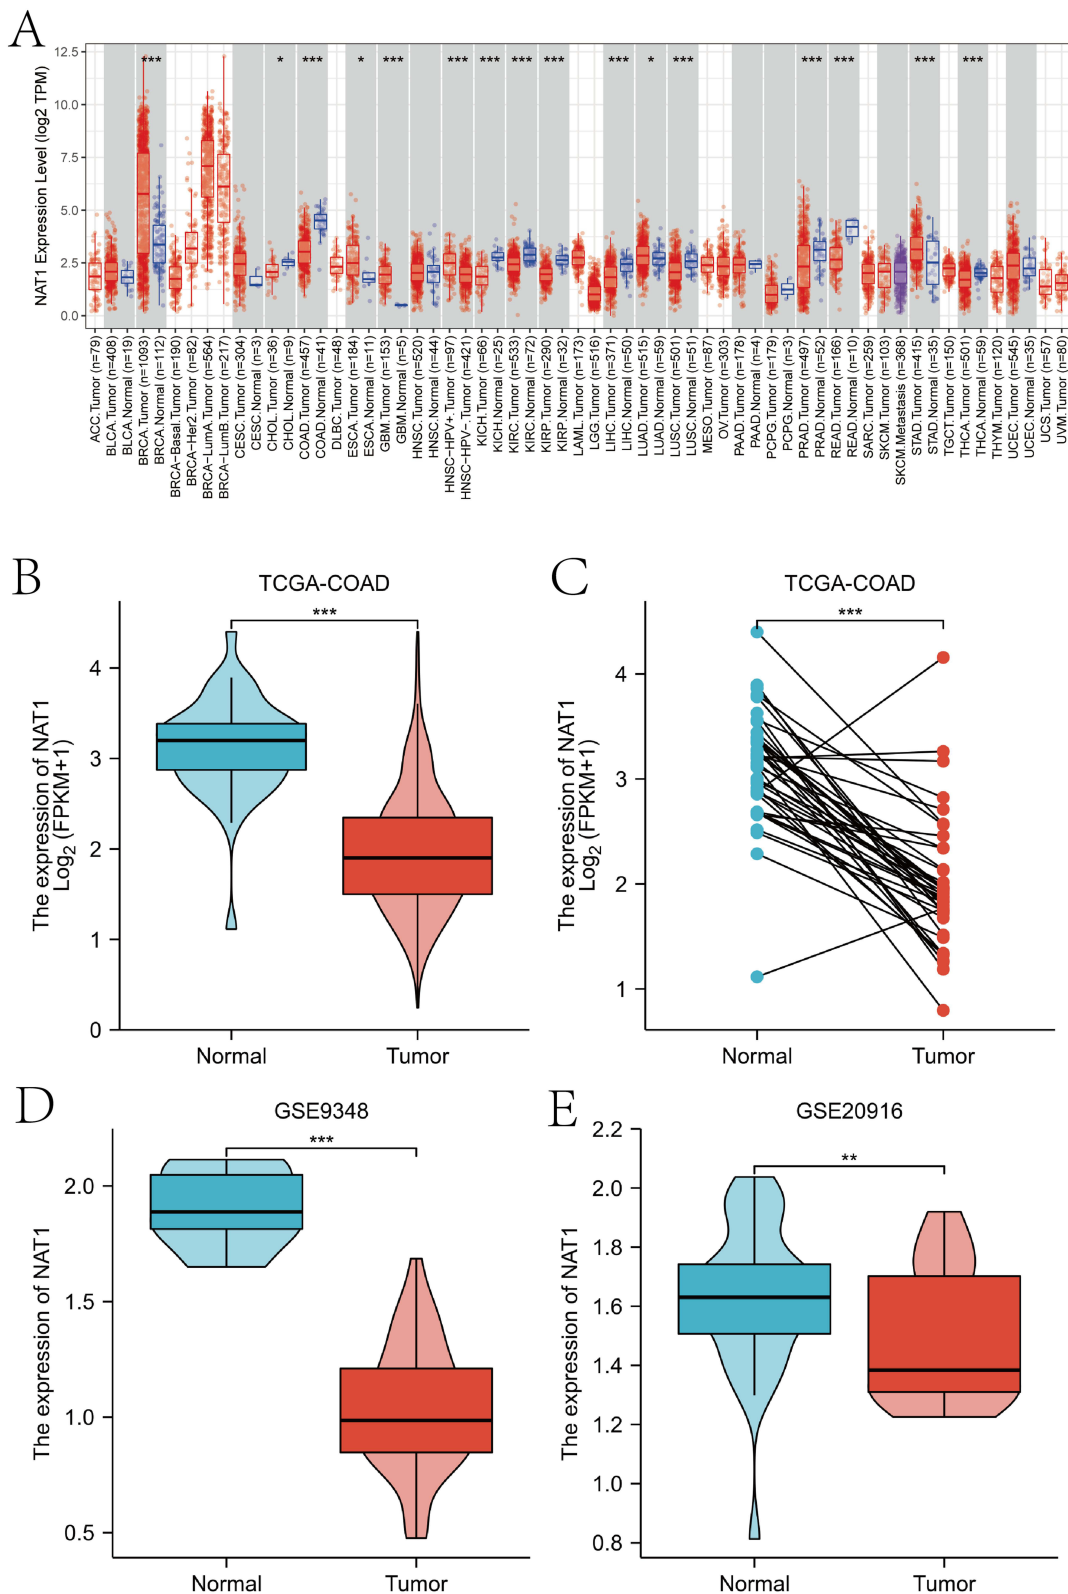 A
NAT1 Expression Level (log2 TPM)
12.5
10.0
7.5
5.0
2.5
0.0
*** * *** * *** *** *** *** *** *** * *** *** *** *** ***
ACC.Tumor (n=79)
BLCA.Tumor (n=408)
BLCA.Normal (n=19)
BRCA.Tumor (n=1093)
BRCA.Normal (n=112)
BRCA-Basal.Tumor (n=190)
BRCA-Her2.Tumor (n=82)
BRCA-LumA.Tumor (n=564)
BRCA-LumB.Tumor (n=217)
CESC.Tumor (n=304)
CESC.Normal (n=3)
CHOL.Tumor (n=36)
CHOL.Normal (n=9)
COAD.Tumor (n=457)
COAD.Normal (n=41)
DLBC.Tumor (n=48)
ESCA.Tumor (n=184)
ESCA.Normal (n=11)
GBM.Tumor (n=153)
GBM.Normal (n=5)
HNSC.Tumor (n=520)
HNSC.Normal (n=44)
HNSC-HPV+.Tumor (n=97)
HNSC-HPV-.Tumor (n=421)
KICH.Tumor (n=66)
KICH.Normal (n=25)
KIRC.Tumor (n=533)
KIRC.Normal (n=72)
KIRP.Tumor (n=290)
KIRP.Normal (n=32)
LAML.Tumor (n=173)
LGG.Tumor (n=516)
LIHC.Tumor (n=371)
LIHC.Normal (n=50)
LUAD.Tumor (n=515)
LUAD.Normal (n=59)
LUSC.Tumor (n=501)
LUSC.Normal (n=51)
MESO.Tumor (n=87)
OV.Tumor (n=303)
PAAD.Tumor (n=178)
PAAD.Normal (n=4)
PCPG.Tumor (n=179)
PCPG.Normal (n=3)
PRAD.Tumor (n=497)
PRAD.Normal (n=52)
READ.Tumor (n=166)
READ.Normal (n=10)
SARC.Tumor (n=259)
SKCM.Tumor (n=103)
SKCM.Metastasis (n=368)
STAD.Tumor (n=415)
STAD.Normal (n=35)
TGCT.Tumor (n=150)
THCA.Tumor (n=501)
THCA.Normal (n=59)
THYM.Tumor (n=120)
UCEC.Tumor (n=545)
UCEC.Normal (n=35)
UCS.Tumor (n=57)
UVM.Tumor (n=80)
B
TCGA-COAD
***
The expression of NAT1
Log2 (FPKM+1)
4
3
2
1
0
Normal Tumor
C
TCGA-COAD
***
The expression of NAT1
Log2 (FPKM+1)
4
3
2
1
Normal Tumor
D
GSE9348
***
The expression of NAT1
2.0
1.5
1.0
0.5
Normal Tumor
E
GSE20916
**
The expression of NAT1
2.2
2.0
1.8
1.6
1.4
1.2
1.0
0.8
Normal Tumor